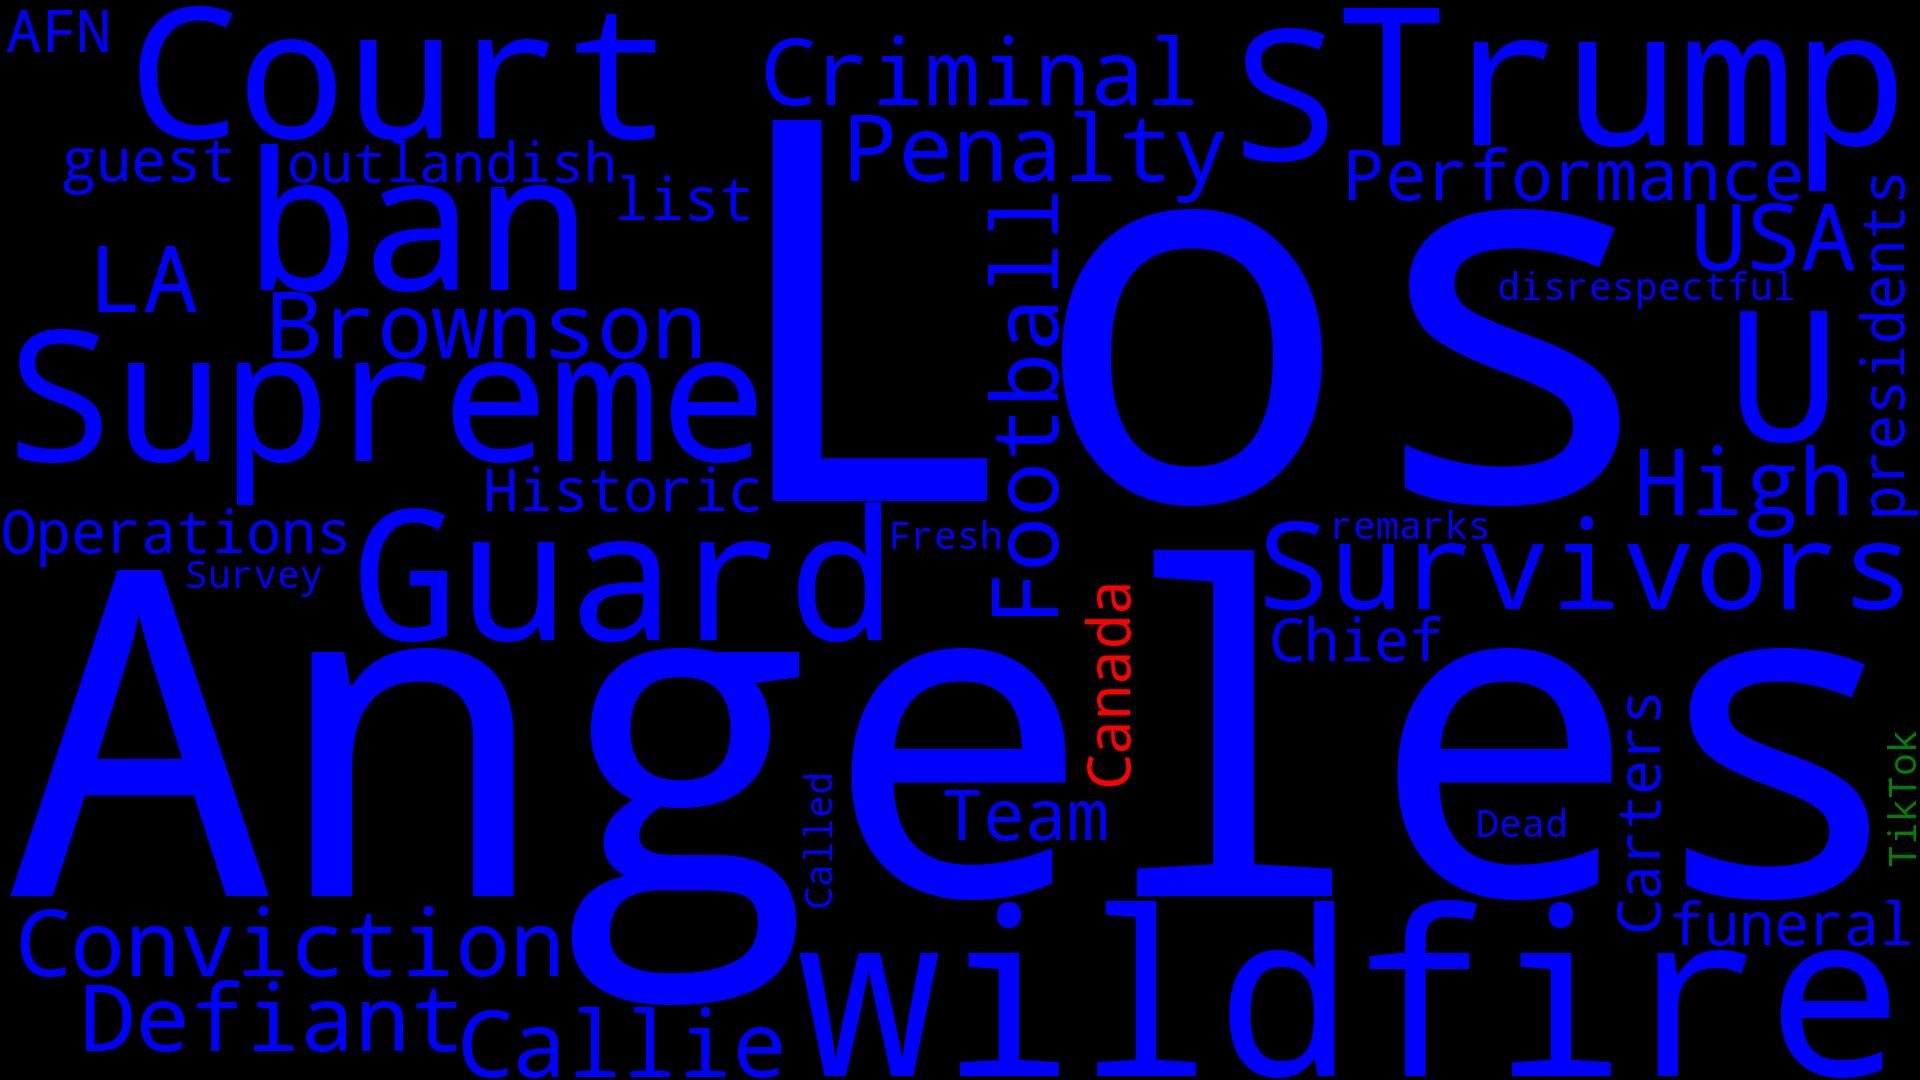 AFN
Court
Criminal
S
Trump
guest
outlandish
list
Penalty
Performance
ban
LA
Los
Football
USA
presidents
disrespectful
Brownson
Supreme
U
Historic
High
Operations
Guard
Fresh
remarks
Survivors
Survey
Canada
Chief
Angeles
Called
Team
Dead
Carters
TikTok
Conviction
wildfire
funeral
Defiant
Callie